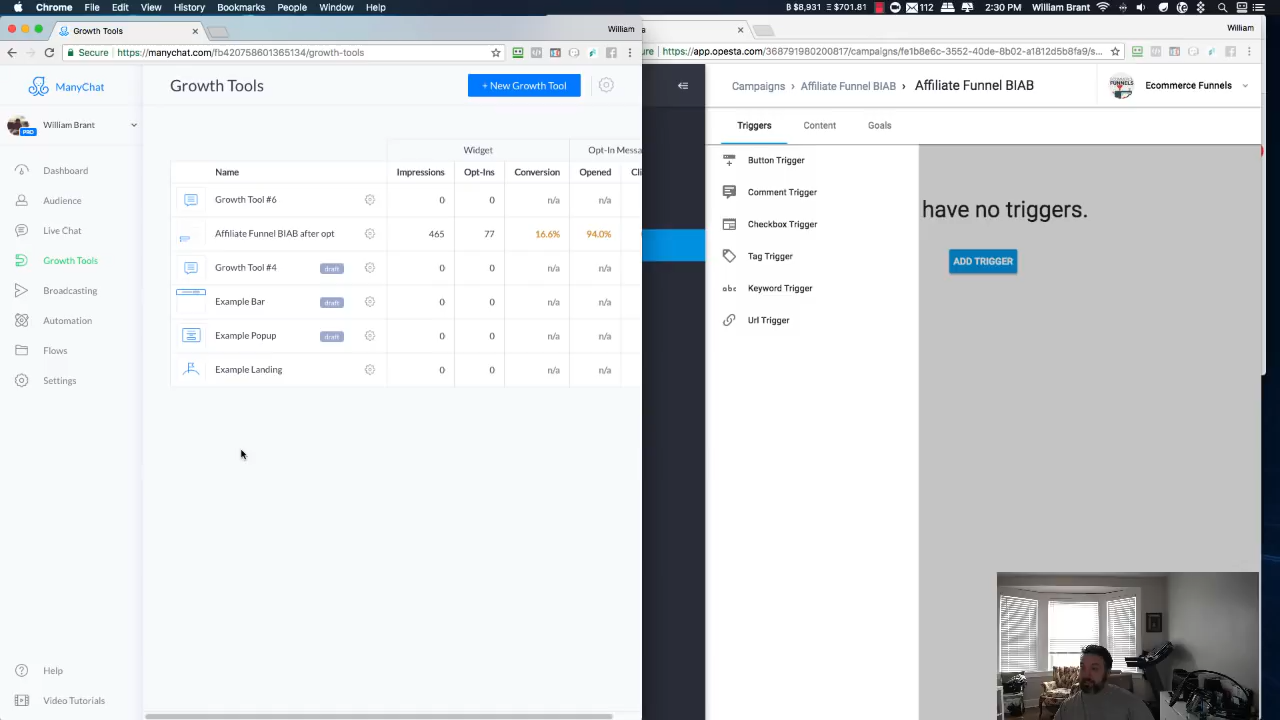 Chrome File Edit View History Bookmarks People Window Help
฿ $8,931 ⬨ $701.81
2:30 PM William Brant
Growth Tools
William
Secure https://manychat.com/fb420758601365134/growth-tools
ManyChat
William Brant
PRO
Dashboard
Audience
Live Chat
Growth Tools
Broadcasting
Automation
Flows
Settings
Help
Video Tutorials
Growth Tools
+ New Growth Tool
Widget Opt-In Messa
Name Impressions Opt-Ins Conversion Opened Cli
Growth Tool #6 0 0 n/a n/a
Affiliate Funnel BIAB after opt 465 77 16.6% 94.0%
Growth Tool #4 draft 0 0 n/a n/a
Example Bar draft 0 0 n/a n/a
Example Popup draft 0 0 n/a n/a
Example Landing 0 0 n/a n/a
William
ure https://app.opesta.com/368791980200817/campaigns/fe1b8e6c-3552-40de-8b02-a1812d5b8fa9/s...
Campaigns › Affiliate Funnel BIAB › Affiliate Funnel BIAB
Ecommerce Funnels
Triggers Content Goals
Button Trigger
Comment Trigger
Checkbox Trigger
Tag Trigger
abc Keyword Trigger
Url Trigger
have no triggers.
ADD TRIGGER